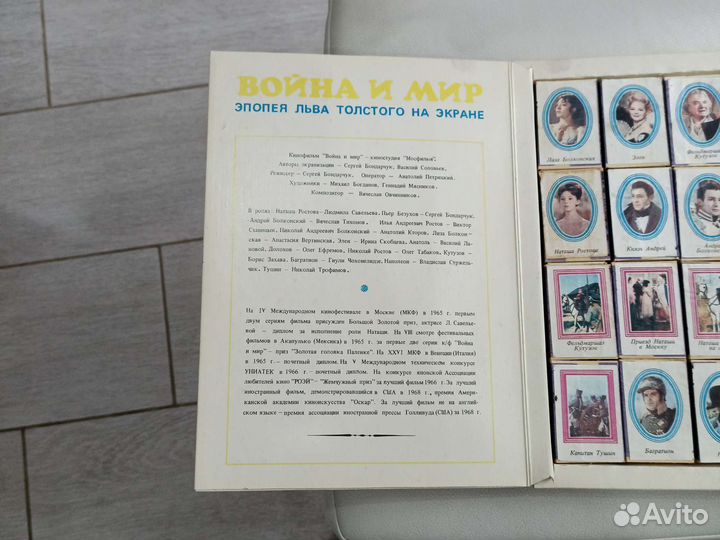 ВОЙНА И МИР
ЭПОПЕЯ ЛЬВА ТОЛСТОГО НА ЭКРАНЕ
Кинофильм "Война и мир" – киностудия "Мосфильм".
Авторы экранизации – Сергей Бондарчук, Василий Соловьев.
Режиссер – Сергей Бондарчук. Оператор – Анатолий Петрицкий.
Художники – Михаил Богданов, Геннадий Мясников.
Композитор – Вячеслав Овчинников.
В ролях: Наташа Ростова – Людмила Савельева. Пьер Безухов – Сергей Бондарчук.
Андрей Болконский – Вячеслав Тихонов. Илья Андреевич Ростов – Виктор
Станицын. Николай Андреевич Болконский – Анатолий Кторов. Лиза Болкон-
ская – Анастасия Вертинская. Элен – Ирина Скобцева. Анатоль – Василий Ла-
новой. Долохов – Олег Ефремов. Николай Ростов – Олег Табаков. Кутузов –
Борис Захава. Багратион – Гиули Чохонелидзе. Наполеон – Владислав Стржель-
чик. Тушин – Николай Трофимов.
На IV Международном кинофестивале в Москве (МКФ) в 1965 г. первым
двум сериям фильма присужден Большой Золотой приз, актрисе Л. Савелье-
вой – диплом за исполнение роли Наташи. На VIII смотре фестивальных
фильмов в Акапулько (Мексика) в 1965 г. за первые две серии к/ф "Война
и мир" – приз "Золотая головка Паленке". На XXVI МКФ в Венеции (Италия)
в 1965 г.– почетный диплом. На V Международном техническом конкурсе
УНИАТЕК в 1966 г. – почетный диплом. На конкурсе японской Ассоциации
любителей кино "РОЭЙ"– "Жемчужный приз" за лучший фильм 1966 г. За лучший
иностранный фильм, демонстрировавшийся в США в 1968 г., премия Амери-
канской академии киноискусства "Оскар". За лучший фильм не на англий-
ском языке – премия ассоциации иностранной прессы Голливуда (США) за 1968 г.
Лиза Болконская
Элен
Фельдмаршал
Кутузов
Наташа Ростова
Князь Андрей
Фельдмаршал
Кутузов
Приезд Наташи
в Москву
Наташа
Капитан Тушин
Багратион
Avito